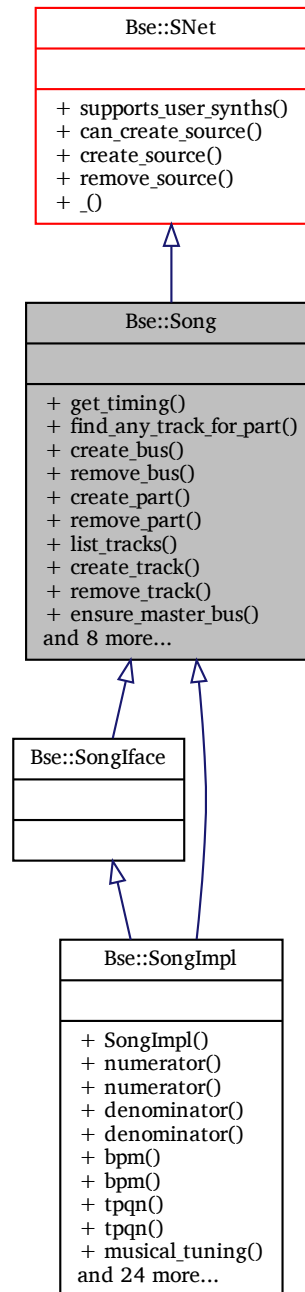 Bse::SNet
+ supports_user_synths()
+ can_create_source()
+ create_source()
+ remove_source()
+ _()
Bse::Song
+ get_timing()
+ find_any_track_for_part()
+ create_bus()
+ remove_bus()
+ create_part()
+ remove_part()
+ list_tracks()
+ create_track()
+ remove_track()
+ ensure_master_bus()
and 8 more...
Bse::SongIface
Bse::SongImpl
+ SongImpl()
+ numerator()
+ numerator()
+ denominator()
+ denominator()
+ bpm()
+ bpm()
+ tpqn()
+ tpqn()
+ musical_tuning()
and 24 more...